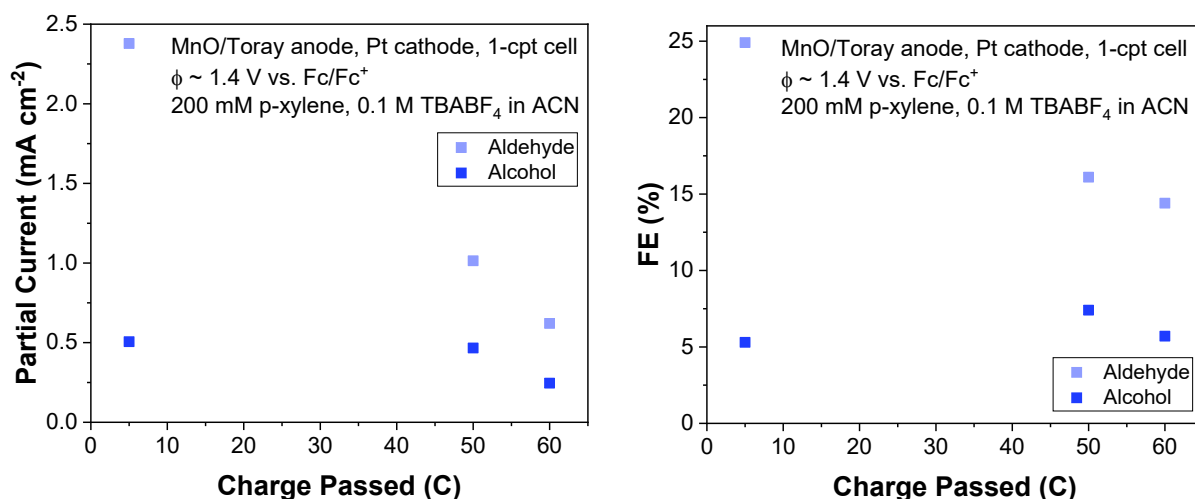 2.5
2.0
1.5
1.0
0.5
0.0
Partial Current (mA cm⁻²)
MnO/Toray anode, Pt cathode, 1-cpt cell
ϕ ~ 1.4 V vs. Fc/Fc⁺
200 mM p-xylene, 0.1 M TBABF₄ in ACN
Aldehyde
Alcohol
0 10 20 30 40 50 60
Charge Passed (C)
25
20
15
10
5
0
FE (%)
MnO/Toray anode, Pt cathode, 1-cpt cell
ϕ ~ 1.4 V vs. Fc/Fc⁺
200 mM p-xylene, 0.1 M TBABF₄ in ACN
Aldehyde
Alcohol
0 10 20 30 40 50 60
Charge Passed (C)